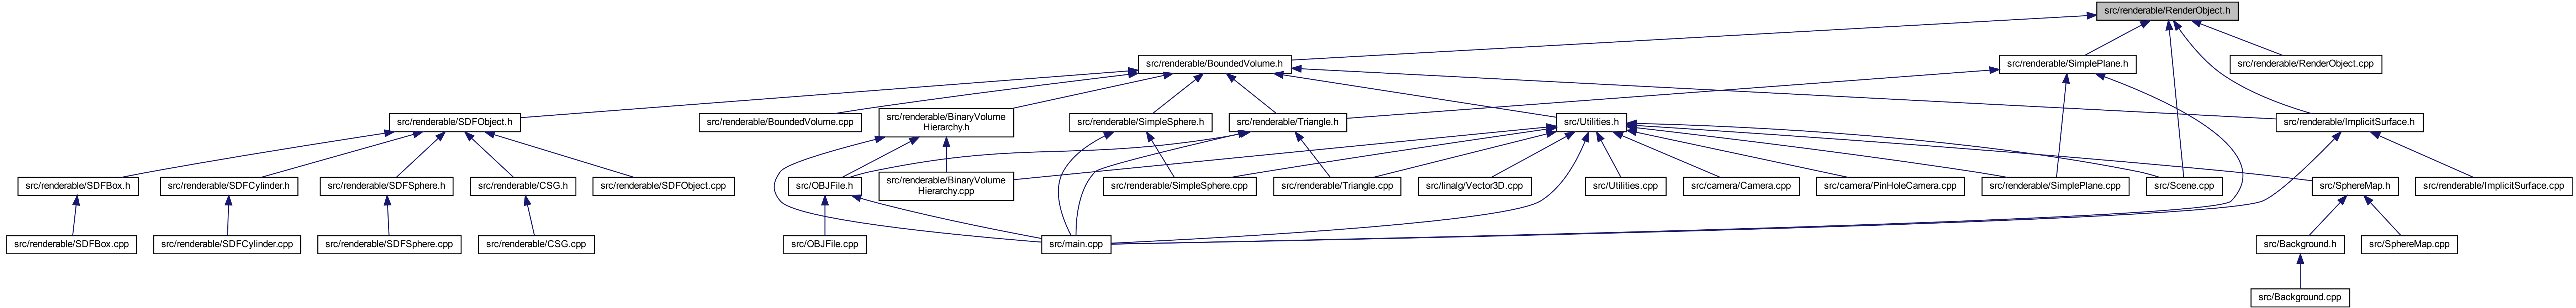 src/renderable/RenderObject.h
src/renderable/BoundedVolume.h
src/renderable/SimplePlane.h
src/renderable/RenderObject.cpp
src/renderable/SDFObject.h
src/renderable/BoundedVolume.cpp
src/renderable/BinaryVolume
Hierarchy.h
src/renderable/SimpleSphere.h
src/renderable/Triangle.h
src/Utilities.h
src/renderable/ImplicitSurface.h
src/renderable/SDFBox.h
src/renderable/SDFCylinder.h
src/renderable/SDFSphere.h
src/renderable/CSG.h
src/renderable/SDFObject.cpp
src/OBJFile.h
src/renderable/BinaryVolume
Hierarchy.cpp
src/renderable/SimpleSphere.cpp
src/renderable/Triangle.cpp
src/linalg/Vector3D.cpp
src/Utilities.cpp
src/camera/Camera.cpp
src/camera/PinHoleCamera.cpp
src/renderable/SimplePlane.cpp
src/Scene.cpp
src/SphereMap.h
src/renderable/ImplicitSurface.cpp
src/renderable/SDFBox.cpp
src/renderable/SDFCylinder.cpp
src/renderable/SDFSphere.cpp
src/renderable/CSG.cpp
src/OBJFile.cpp
src/main.cpp
src/Background.h
src/SphereMap.cpp
src/Background.cpp